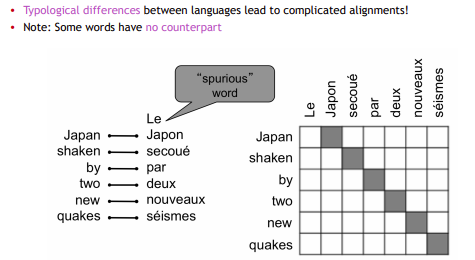 • Typological differences between languages lead to complicated alignments!
• Note: Some words have no counterpart
“spurious”
word
Le
Japan Japon
shaken secoué
by par
two deux
new nouveaux
quakes séismes
Le Japon secoué par deux nouveaux séismes
Japan
shaken
by
two
new
quakes